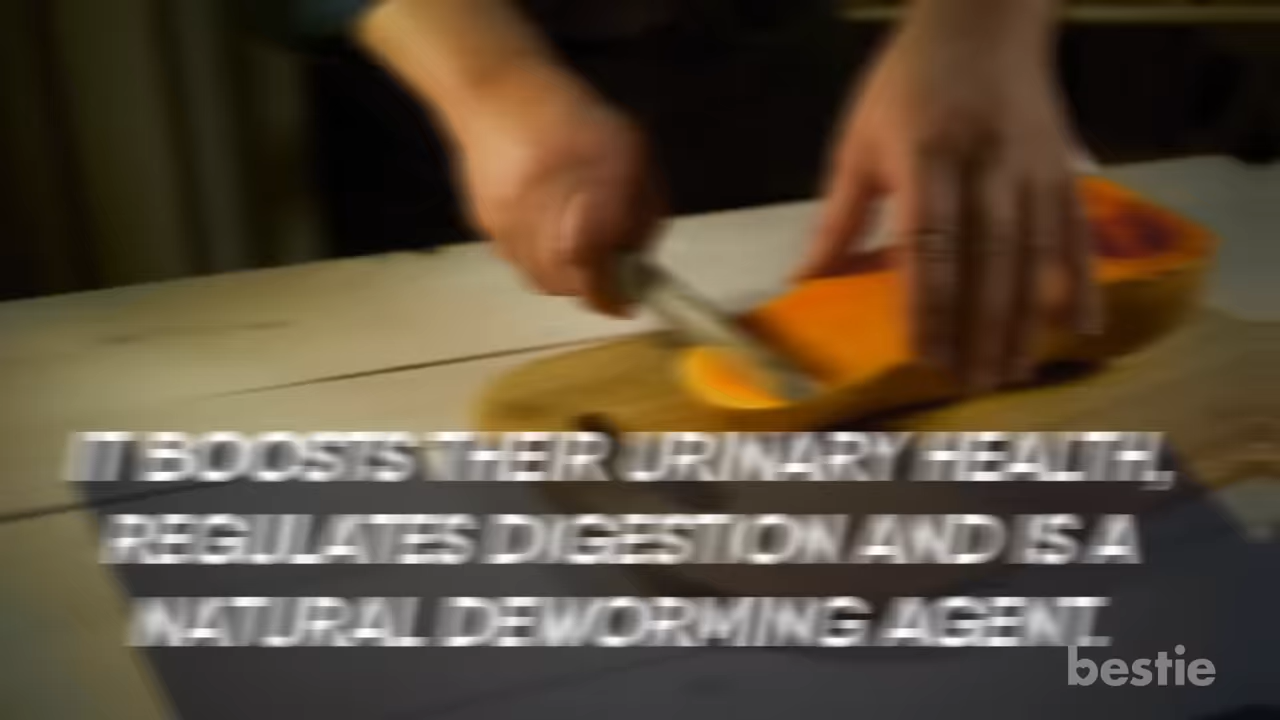 IT BOOSTS THEIR URINARY HEALTH,
REGULATES DIGESTION AND IS A
NATURAL DEWORMING AGENT.
bestie